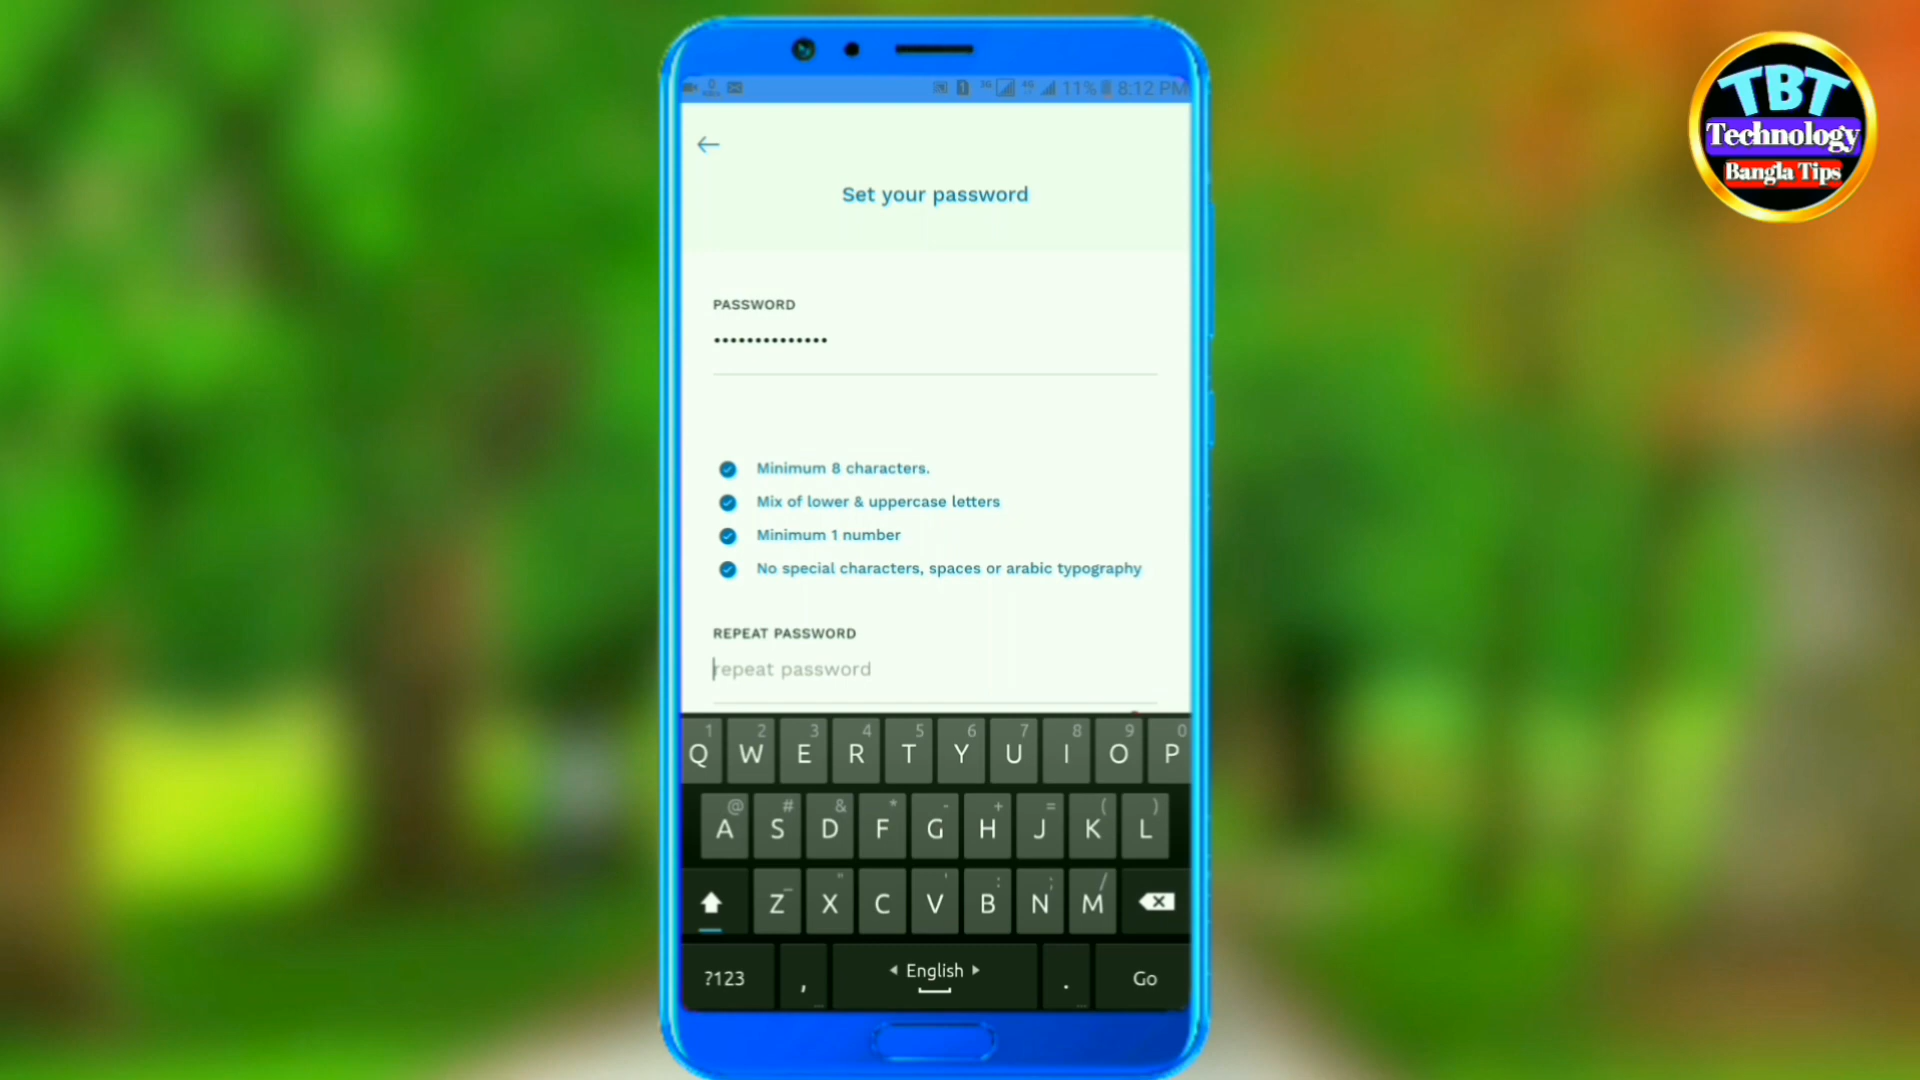 11% 8:12 PM
TBT
Technology
Bangla Tips
Set your password
PASSWORD
••••••••••••••
Minimum 8 characters.
Mix of lower & uppercase letters
Minimum 1 number
No special characters, spaces or arabic typography
REPEAT PASSWORD
repeat password
1 2 3 4 5 6 7 8 9 0
Q W E R T Y U I O P
@ # & * - + = ( )
A S D F G H J K L
_ " ' : ; /
Z X C V B N M
?123 , English . Go